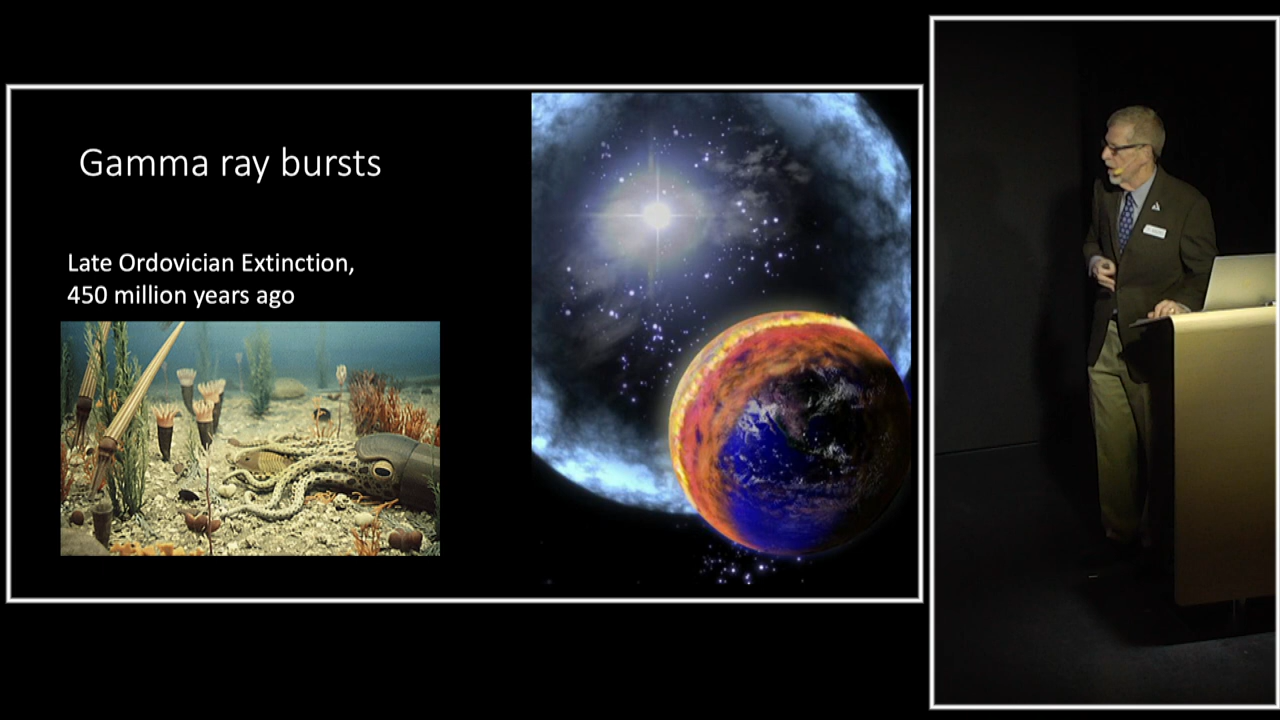 Gamma ray bursts
Late Ordovician Extinction,
450 million years ago